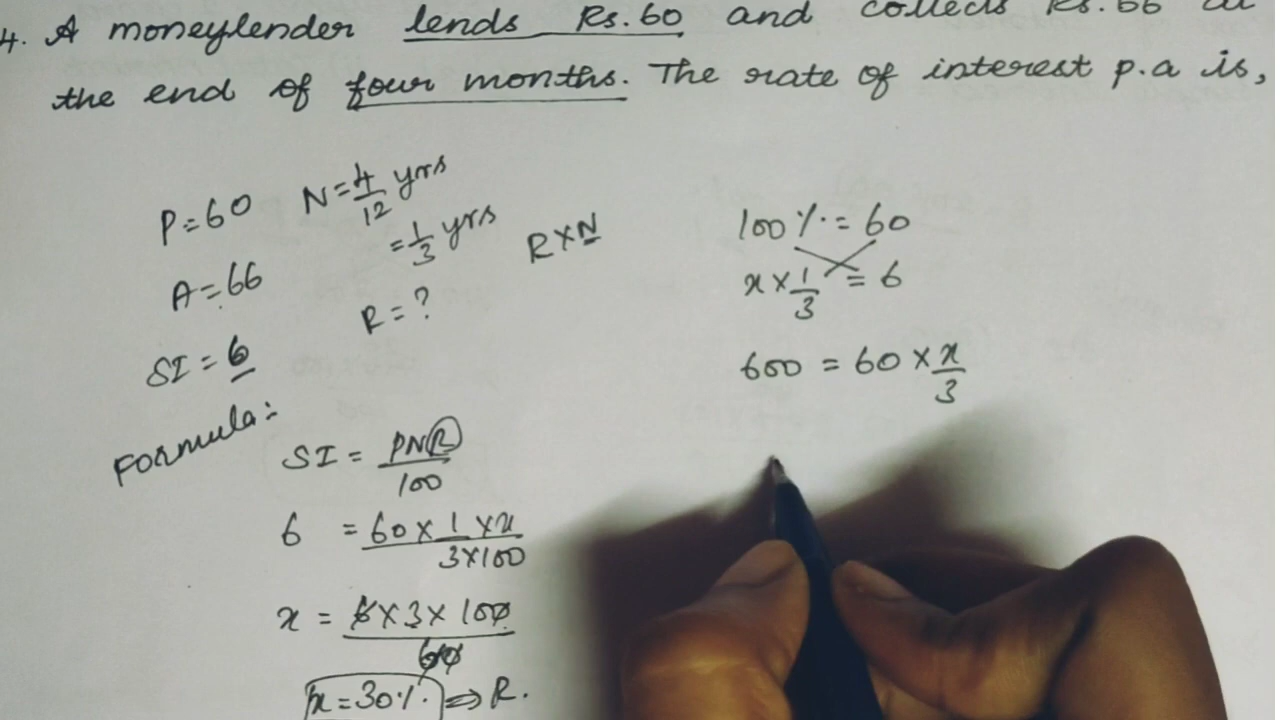 4. A moneylender lends Rs. 60 and collects Rs. 66 at
the end of four months. The rate of interest p.a is,
P=60
N=4/12 yrs
=1/3 yrs
A=66
R=?
SI=6
R×N
Formula:
SI = PNR/100
6 = 60×1×x/3×100
x = 6×3×100/60
x=30% ⇒ R.
100%=60
x×1/3=6
600 = 60×x/3